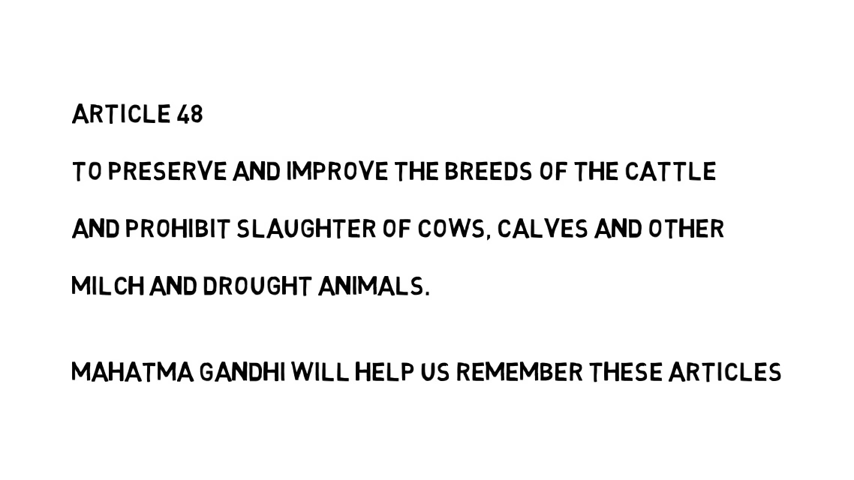 ARTICLE 48
TO PRESERVE AND IMPROVE THE BREEDS OF THE CATTLE
AND PROHIBIT SLAUGHTER OF COWS, CALVES AND OTHER
MILCH AND DROUGHT ANIMALS.
MAHATMA GANDHI WILL HELP US REMEMBER THESE ARTICLES